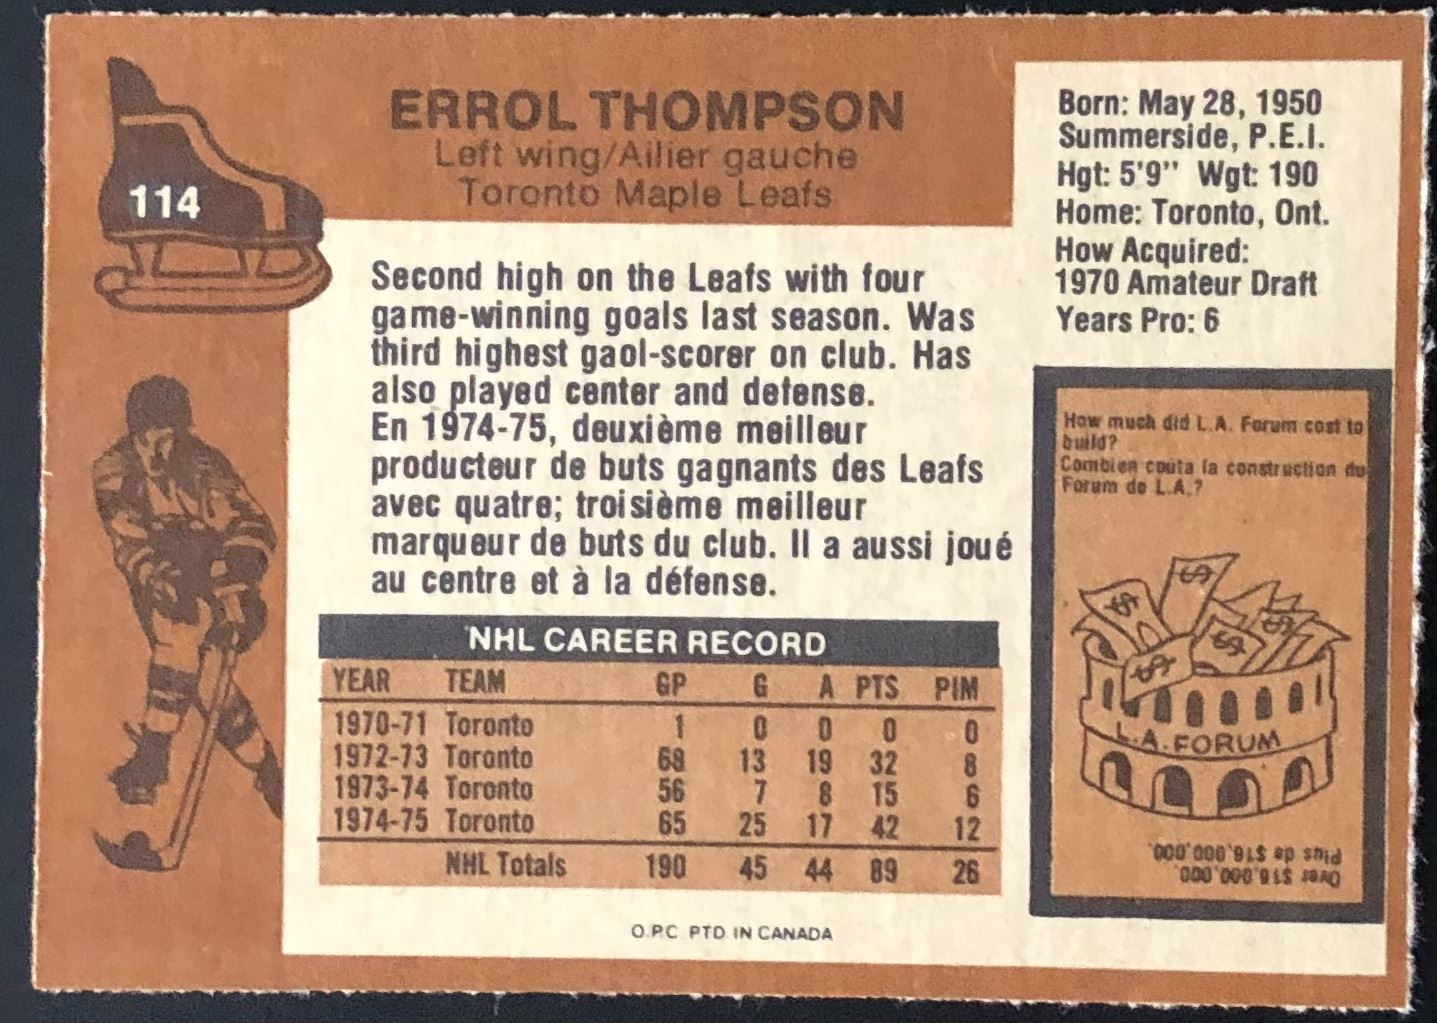 114
ERROL THOMPSON
Left wing/Ailier gauche
Toronto Maple Leafs
Born: May 28, 1950
Summerside, P.E.I.
Hgt: 5'9" Wgt: 190
Home: Toronto, Ont.
How Acquired:
1970 Amateur Draft
Years Pro: 6
Second high on the Leafs with four
game-winning goals last season. Was
third highest gaol-scorer on club. Has
also played center and defense.
En 1974-75, deuxième meilleur
producteur de buts gagnants des Leafs
avec quatre; troisième meilleur
marqueur de buts du club. Il a aussi joué
au centre et à la défense.
NHL CAREER RECORD
YEAR TEAM GP G A PTS PIM
1970-71 Toronto 1 0 0 0 0
1972-73 Toronto 68 13 19 32 8
1973-74 Toronto 56 7 8 15 6
1974-75 Toronto 65 25 17 42 12
NHL Totals 190 45 44 89 26
O.P.C. PTD. IN CANADA
How much did L.A. Forum cost to
build?
Combien coûta la construction du
Forum de L.A.?
$ $ $ $ $
L.A. FORUM
Over $16,000,000.
Plus de $16,000,000.